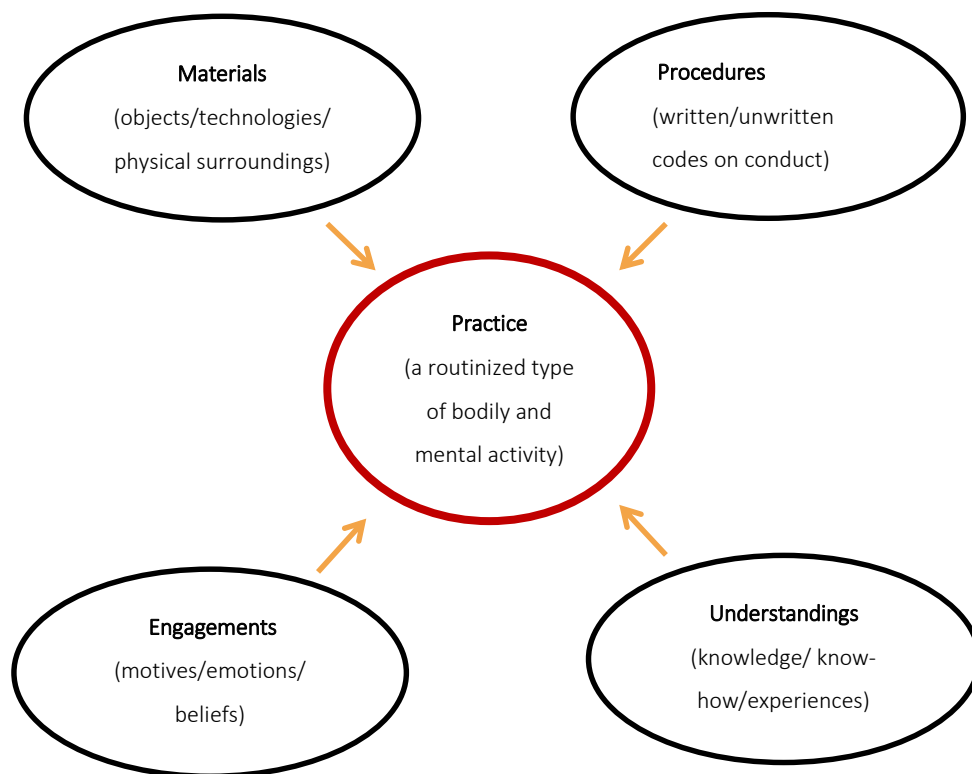 Materials
(objects/technologies/
physical surroundings)
Procedures
(written/unwritten
codes on conduct)
Practice
(a routinized type
of bodily and
mental activity)
Engagements
(motives/emotions/
beliefs)
Understandings
(knowledge/ know-
how/experiences)